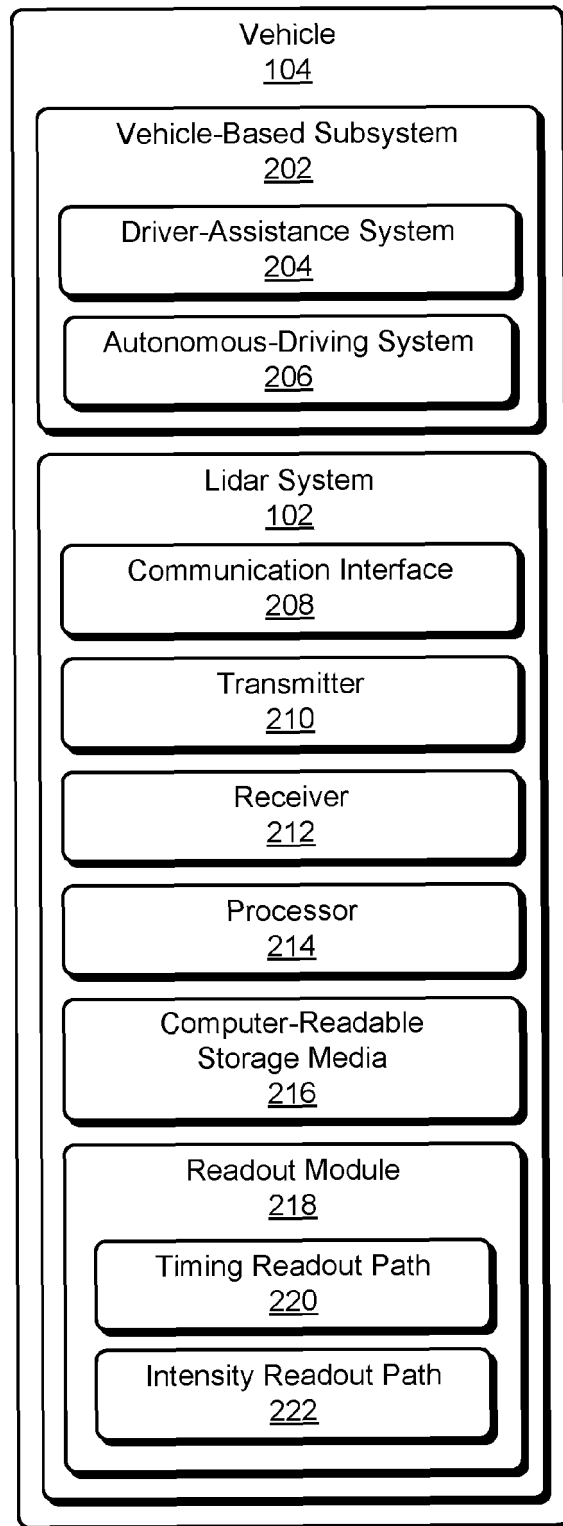 Vehicle
104
Vehicle-Based Subsystem
202
Driver-Assistance System
204
Autonomous-Driving System
206
Lidar System
102
Communication Interface
208
Transmitter
210
Receiver
212
Processor
214
Computer-Readable
Storage Media
216
Readout Module
218
Timing Readout Path
220
Intensity Readout Path
222